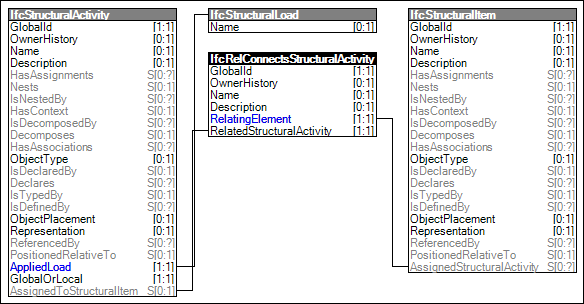 IfcStructuralActivity
GlobalId [1:1]
OwnerHistory [0:1]
Name [0:1]
Description [0:1]
HasAssignments S[0:?]
Nests S[0:1]
IsNestedBy S[0:?]
HasContext S[0:1]
IsDecomposedBy S[0:?]
Decomposes S[0:1]
HasAssociations S[0:?]
ObjectType [0:1]
IsDeclaredBy S[0:1]
Declares S[0:?]
IsTypedBy S[0:1]
IsDefinedBy S[0:?]
ObjectPlacement [0:1]
Representation [0:1]
ReferencedBy S[0:?]
PositionedRelativeTo S[0:?]
AppliedLoad [1:1]
GlobalOrLocal [1:1]
AssignedToStructuralItem S[0:1]
IfcStructuralLoad
Name [0:1]
IfcRelConnectsStructuralActivity
GlobalId [1:1]
OwnerHistory [0:1]
Name [0:1]
Description [0:1]
RelatingElement [1:1]
RelatedStructuralActivity [1:1]
IfcStructuralItem
GlobalId [1:1]
OwnerHistory [0:1]
Name [0:1]
Description [0:1]
HasAssignments S[0:?]
Nests S[0:1]
IsNestedBy S[0:?]
HasContext S[0:1]
IsDecomposedBy S[0:?]
Decomposes S[0:1]
HasAssociations S[0:?]
ObjectType [0:1]
IsDeclaredBy S[0:1]
Declares S[0:?]
IsTypedBy S[0:1]
IsDefinedBy S[0:?]
ObjectPlacement [0:1]
Representation [0:1]
ReferencedBy S[0:?]
PositionedRelativeTo S[0:?]
AssignedStructuralActivity S[0:?]